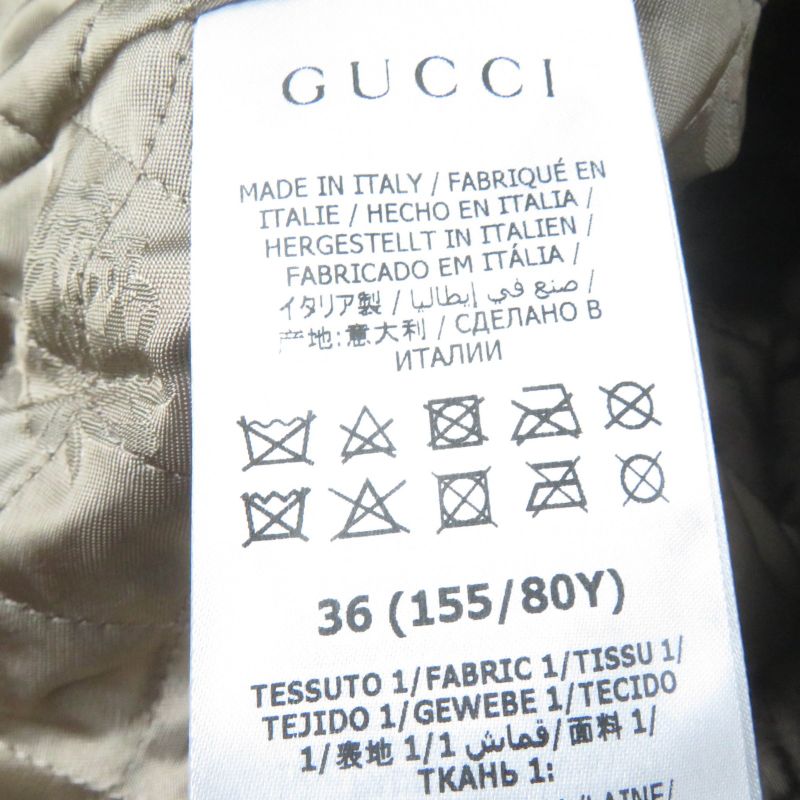 GUCCI
MADE IN ITALY / FABRIQUÉ EN
ITALIE / HECHO EN ITALIA /
HERGESTELLT IN ITALIEN /
FABRICADO EM ITÁLIA /
イタリア製 / صنع في إيطاليا /
产地:意大利 / СДЕЛАНО В
ИТАЛИИ
36 (155/80Y)
TESSUTO 1/FABRIC 1/TISSU 1/
TEJIDO 1/GEWEBE 1/TECIDO
1/表地 1/قماش 1/面料 1/
ТКАНЬ 1:
/LAINE/